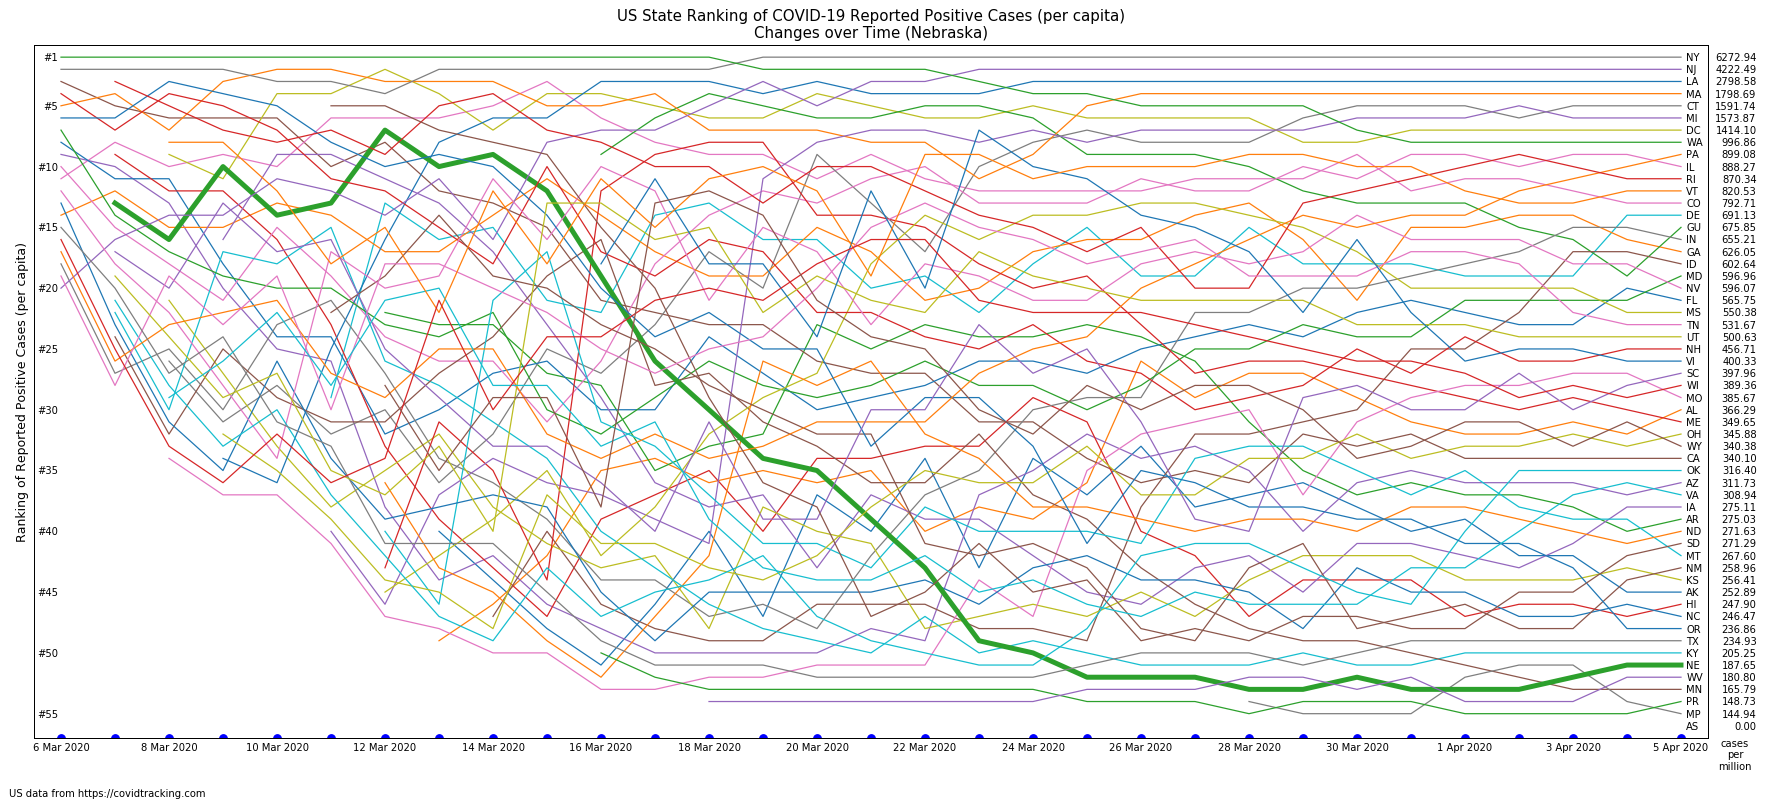 US State Ranking of COVID-19 Reported Positive Cases (per capita)
Changes over Time (Nebraska)
Ranking of Reported Positive Cases (per capita)
#1
#5
#10
#15
#20
#25
#30
#35
#40
#45
#50
#55
NY 6272.94
NJ 4222.49
LA 2798.58
MA 1798.69
CT 1591.74
MI 1573.87
DC 1414.10
WA 996.86
PA 899.08
IL 888.27
RI 870.34
VT 820.53
CO 792.71
DE 691.13
GU 675.85
IN 655.21
GA 626.05
ID 602.64
MD 596.96
NV 596.07
FL 565.75
MS 550.38
TN 531.67
UT 500.63
NH 456.71
VI 400.33
SC 397.96
WI 389.36
MO 385.67
AL 366.29
ME 349.65
OH 345.88
WY 340.38
CA 340.10
OK 316.40
AZ 311.73
VA 308.94
IA 275.11
AR 275.03
ND 271.63
SD 271.29
MT 267.60
NM 258.96
KS 256.41
AK 252.89
HI 247.90
NC 246.47
OR 236.86
TX 234.93
KY 205.25
NE 187.65
WV 180.80
MN 165.79
PR 148.73
MP 144.94
AS 0.00
6 Mar 2020 8 Mar 2020 10 Mar 2020 12 Mar 2020 14 Mar 2020 16 Mar 2020 18 Mar 2020 20 Mar 2020 22 Mar 2020 24 Mar 2020 26 Mar 2020 28 Mar 2020 30 Mar 2020 1 Apr 2020 3 Apr 2020 5 Apr 2020
cases
per
million
US data from https://covidtracking.com